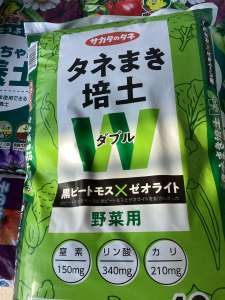 サカタのタネ
タネまき
培土
W
ダブル
黒ピートモス×ゼオライト
野菜用
窒素
150mg
リン酸
340mg
カリ
210mg